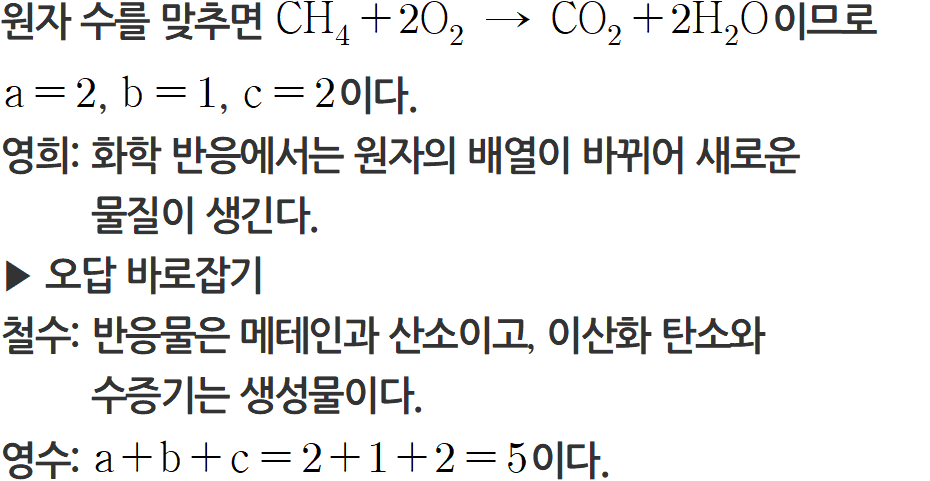 원자 수를 맞추면 CH₄+2O₂ → CO₂+2H₂O이므로
a=2, b=1, c=2이다.
영희: 화학 반응에서는 원자의 배열이 바뀌어 새로운
물질이 생긴다.
▶ 오답 바로잡기
철수: 반응물은 메테인과 산소이고, 이산화 탄소와
수증기는 생성물이다.
영수: a+b+c=2+1+2=5이다.